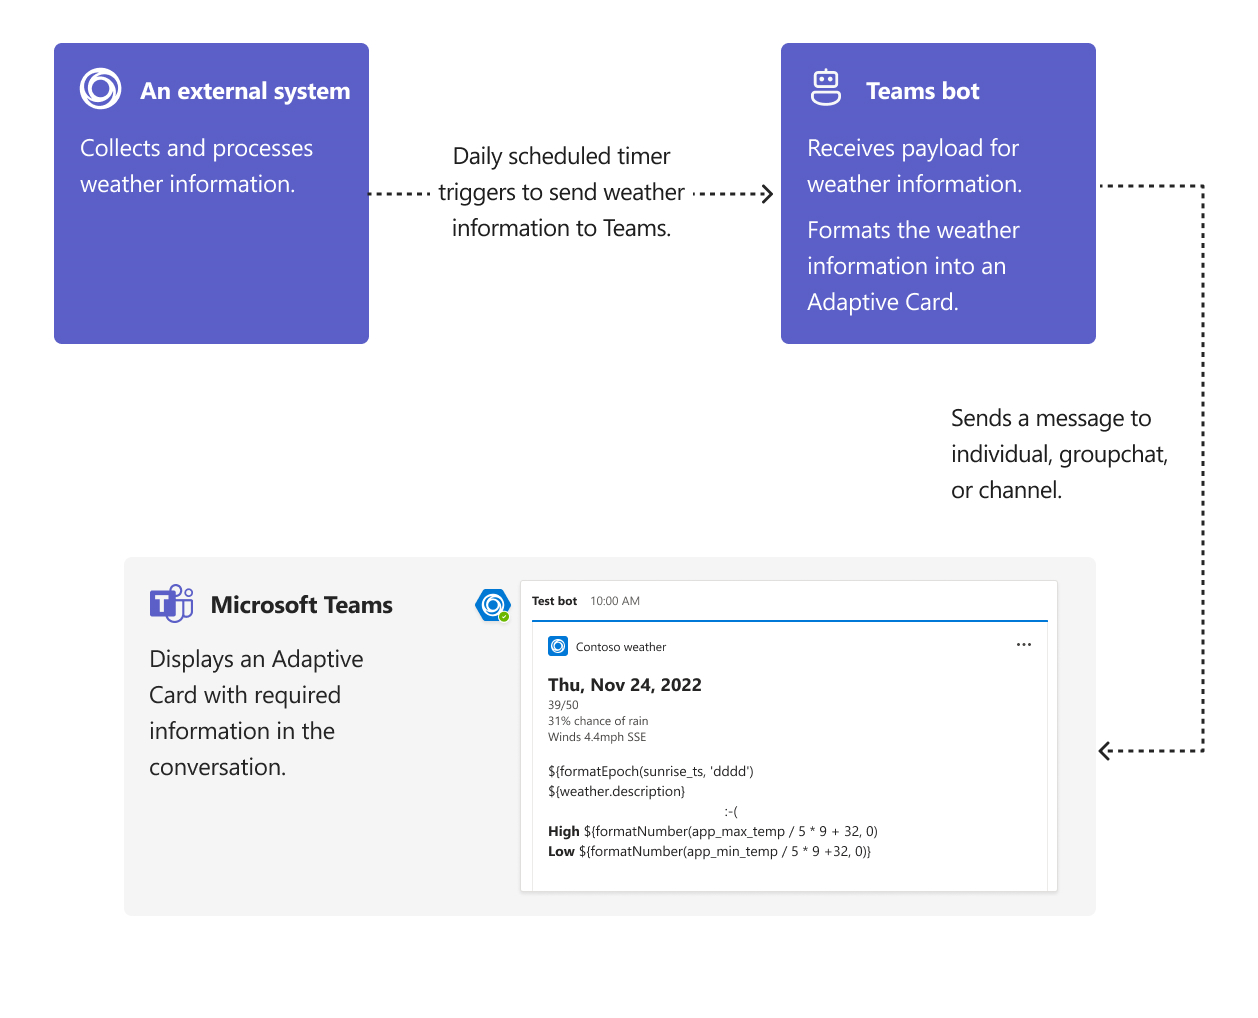 An external system
Collects and processes
weather information.
Daily scheduled timer
triggers to send weather
information to Teams.
Teams bot
Receives payload for
weather information.
Formats the weather
information into an
Adaptive Card.
Sends a message to
individual, groupchat,
or channel.
Microsoft Teams
Displays an Adaptive
Card with required
information in the
conversation.
Test bot 10:00 AM
Contoso weather
Thu, Nov 24, 2022
39/50
31% chance of rain
Winds 4.4mph SSE
${formatEpoch(sunrise_ts, 'dddd')
${weather.description}
:-(
High ${formatNumber(app_max_temp / 5 * 9 + 32, 0)
Low ${formatNumber(app_min_temp / 5 * 9 +32, 0)}